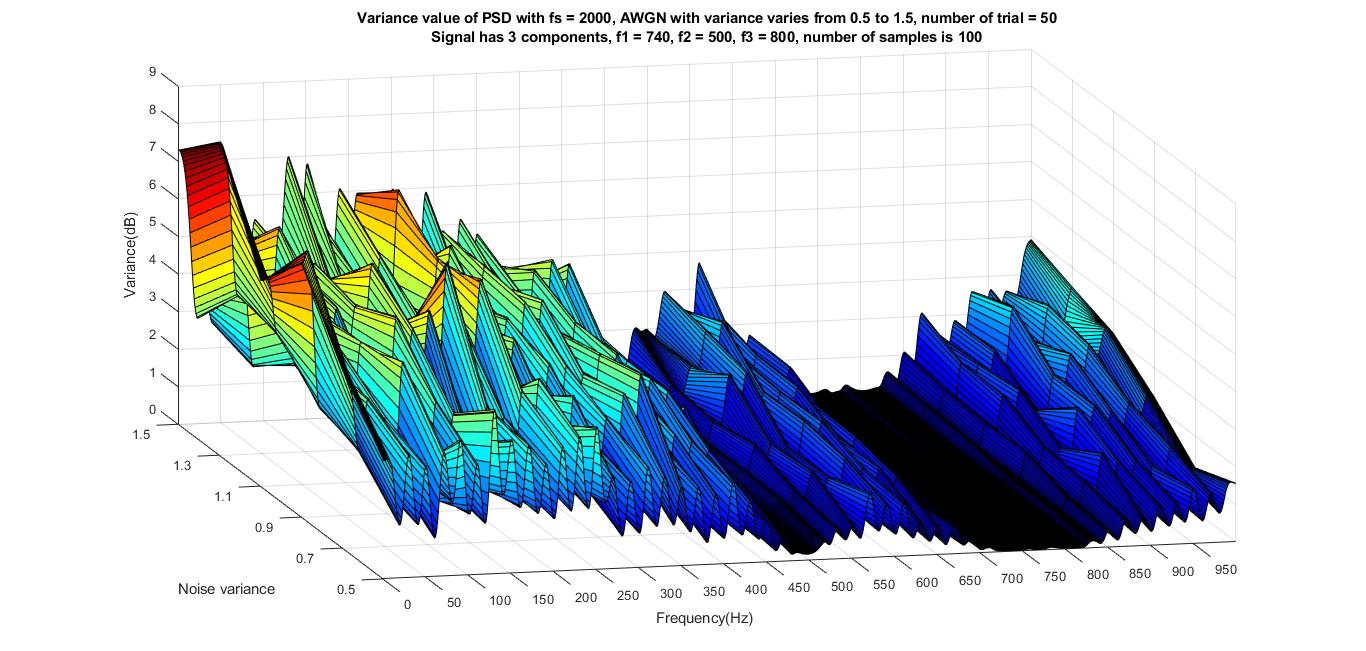 Variance value of PSD with fs = 2000, AWGN with variance varies from 0.5 to 1.5, number of trial = 50
Signal has 3 components, f1 = 740, f2 = 500, f3 = 800, number of samples is 100
9
8
7
6
5
4
3
2
1
0
Variance(dB)
1.5
1.3
1.1
0.9
0.7
0.5
Noise variance
0 50 100 150 200 250 300 350 400 450 500 550 600 650 700 750 800 850 900 950
Frequency(Hz)